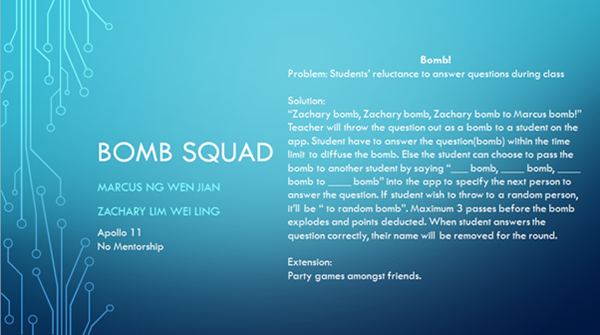 BOMB SQUAD
MARCUS NG WEN JIAN
ZACHARY LIM WEI LING
Apollo 11
No Mentorship
Bomb!
Problem: Students' reluctance to answer questions during class
Solution:
"Zachary bomb, Zachary bomb, Zachary bomb to Marcus bomb!"
Teacher will throw the question out as a bomb to a student on the
app. Student have to answer the question(bomb) within the time
limit to diffuse the bomb. Else the student can choose to pass the
bomb to another student by saying "___ bomb, ____ bomb, ____
bomb to ____ bomb" into the app to specify the next person to
answer the question. If student wish to throw to a random person,
it'll be " to random bomb". Maximum 3 passes before the bomb
explodes and points deducted. When student answers the
question correctly, their name will be removed for the round.
Extension:
Party games amongst friends.